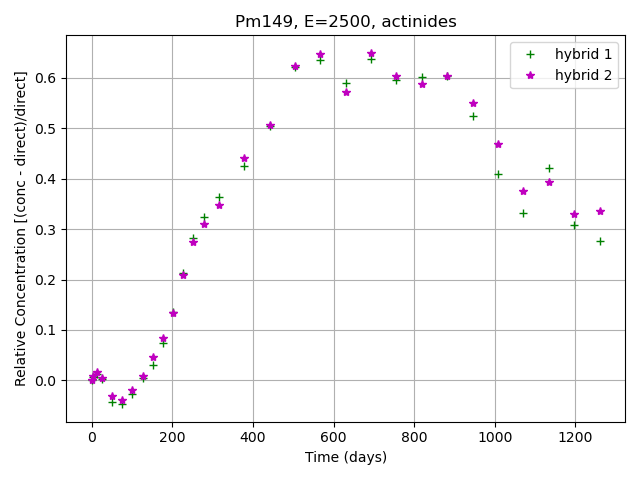 Pm149, E=2500, actinides
hybrid 1
hybrid 2
Relative Concentration [(conc - direct)/direct]
0.6
0.5
0.4
0.3
0.2
0.1
0.0
0 200 400 600 800 1000 1200
Time (days)